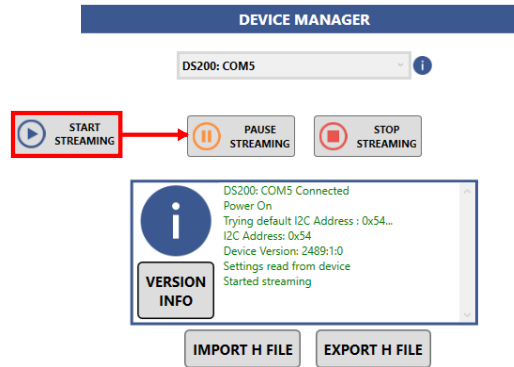 DEVICE MANAGER
DS200: COM5
i
START
STREAMING
PAUSE
STREAMING
STOP
STREAMING
i
VERSION
INFO
DS200: COM5 Connected
Power On
Trying default I2C Address : 0x54...
I2C Address: 0x54
Device Version: 2489:1:0
Settings read from device
Started streaming
IMPORT H FILE
EXPORT H FILE